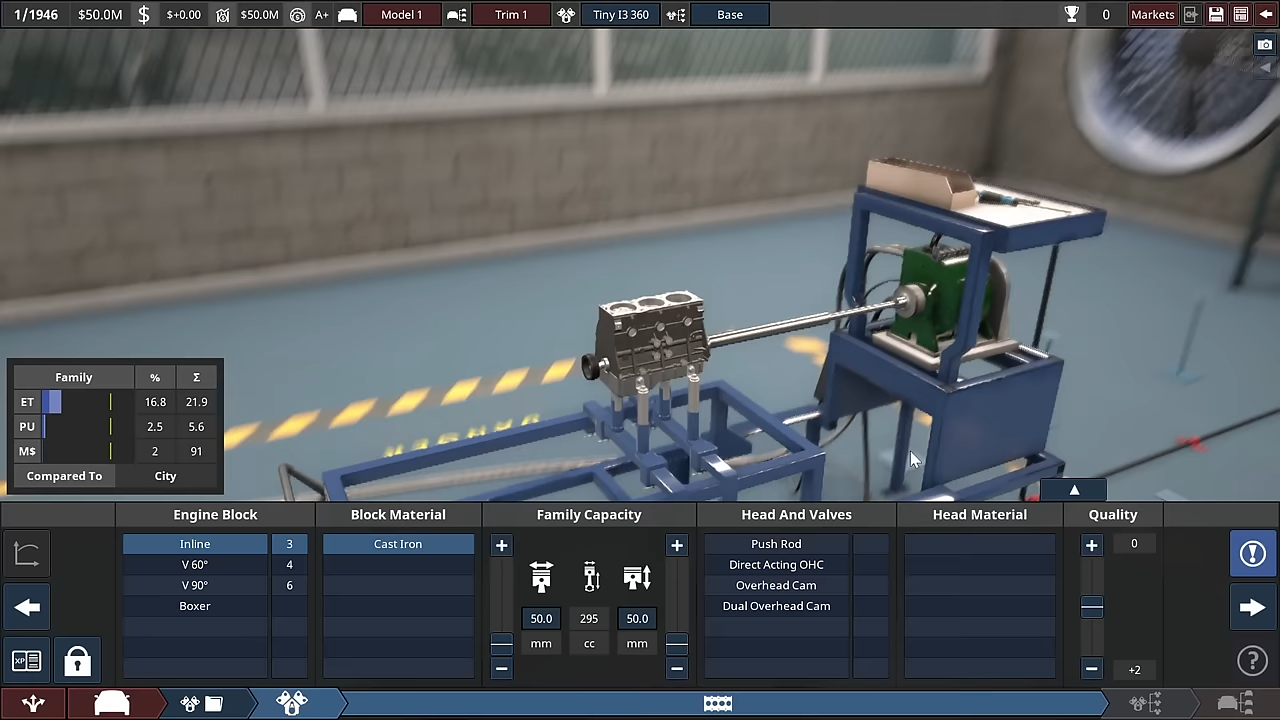 1/1946 $50.0M $ $+0.00 $50.0M A+ Model 1 Trim 1 Tiny I3 360 Base 0 Markets
Family % Σ
ET 16.8 21.9
PU 2.5 5.6
M$ 2 91
Compared To City
Engine Block Block Material Family Capacity Head And Valves Head Material Quality
Inline 3 Cast Iron + + Push Rod + 0
V 60° 4 Direct Acting OHC
V 90° 6 Overhead Cam
Boxer Dual Overhead Cam
50.0 295 50.0
mm cc mm
XP - - - +2
?